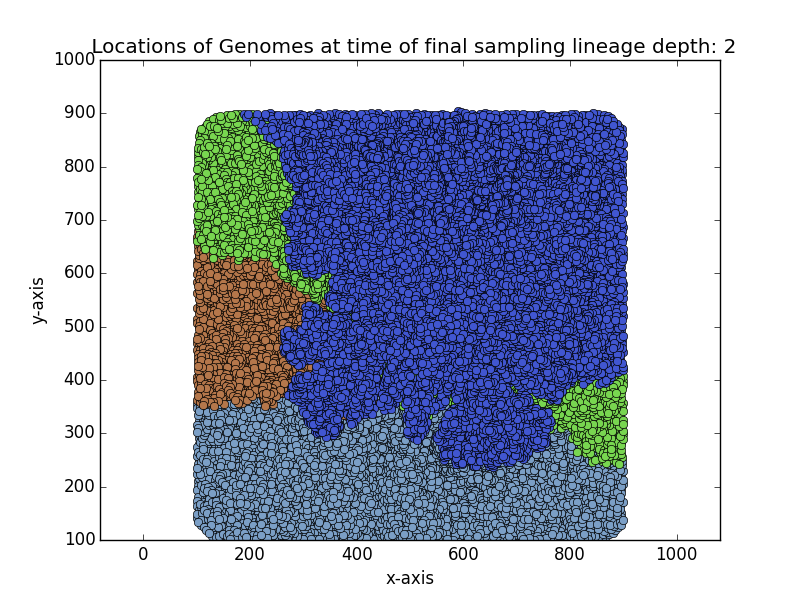 Locations of Genomes at time of final sampling lineage depth: 2
1000
900
800
700
600
500
400
300
200
100
y-axis
0 200 400 600 800 1000
x-axis